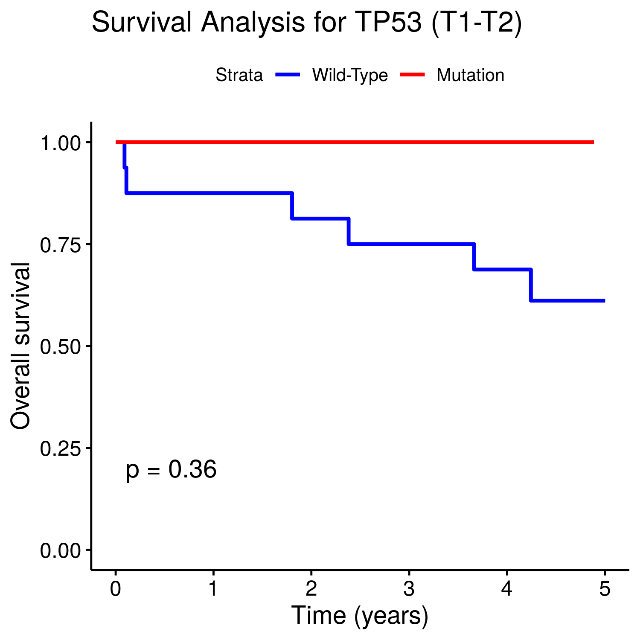 Survival Analysis for TP53 (T1-T2)
Strata Wild-Type Mutation
1.00
0.75
0.50
0.25
0.00
Overall survival
p = 0.36
0 1 2 3 4 5
Time (years)